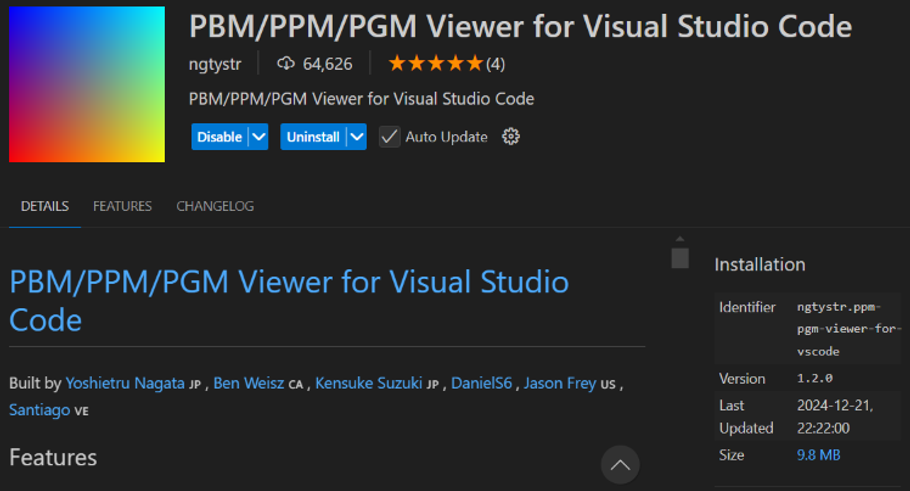 PBM/PPM/PGM Viewer for Visual Studio Code
ngtystr 64,626 (4)
PBM/PPM/PGM Viewer for Visual Studio Code
Disable Uninstall Auto Update
DETAILS FEATURES CHANGELOG
PBM/PPM/PGM Viewer for Visual Studio
Code
Built by Yoshietru Nagata JP , Ben Weisz CA , Kensuke Suzuki JP , DanielS6 , Jason Frey US ,
Santiago VE
Features
Installation
Identifier ngtystr.ppm-
pgm-viewer-for-
vscode
Version 1.2.0
Last 2024-12-21,
Updated 22:22:00
Size 9.8 MB